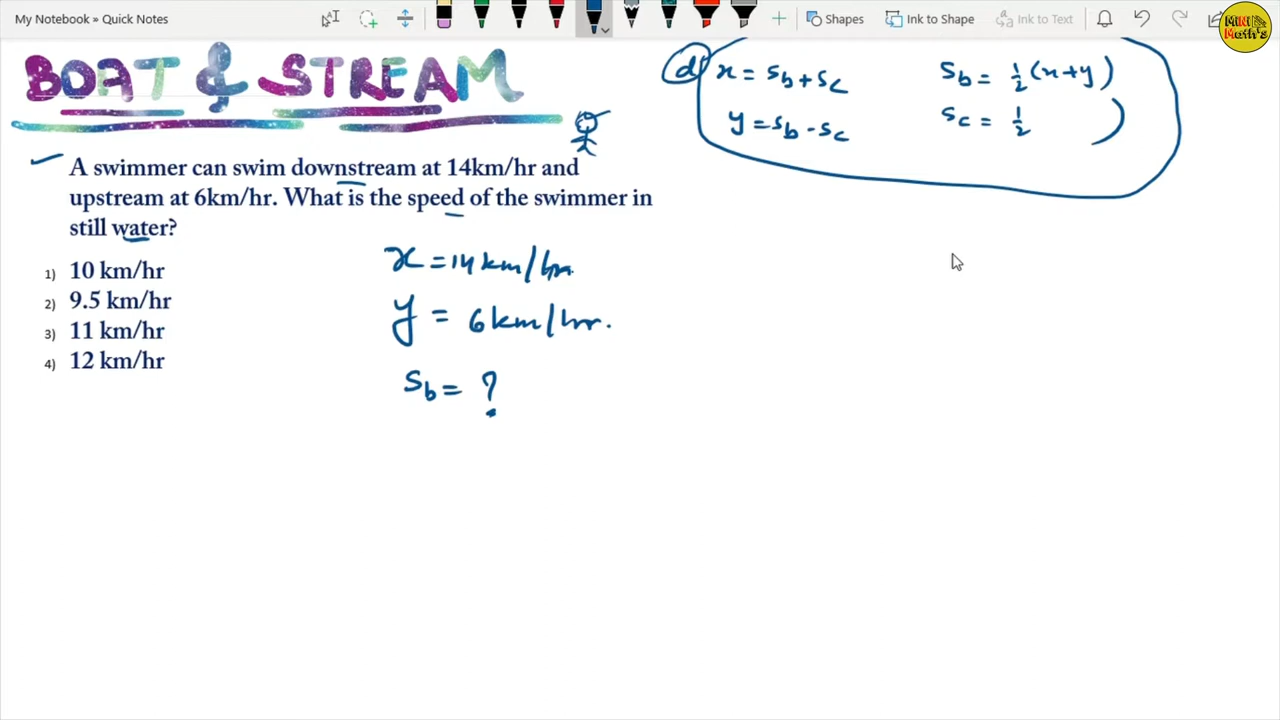 My Notebook » Quick Notes
Shapes
Ink to Shape
Ink to Text
MINI Math's
BOAT & STREAM
d) x = Sb + Sc
y = Sb - Sc
Sb = 1/2 (x+y)
Sc = 1/2 )
A swimmer can swim downstream at 14km/hr and
upstream at 6km/hr. What is the speed of the swimmer in
still water?
1) 10 km/hr
2) 9.5 km/hr
3) 11 km/hr
4) 12 km/hr
x = 14 km/hr
y = 6 km/hr.
Sb = ?